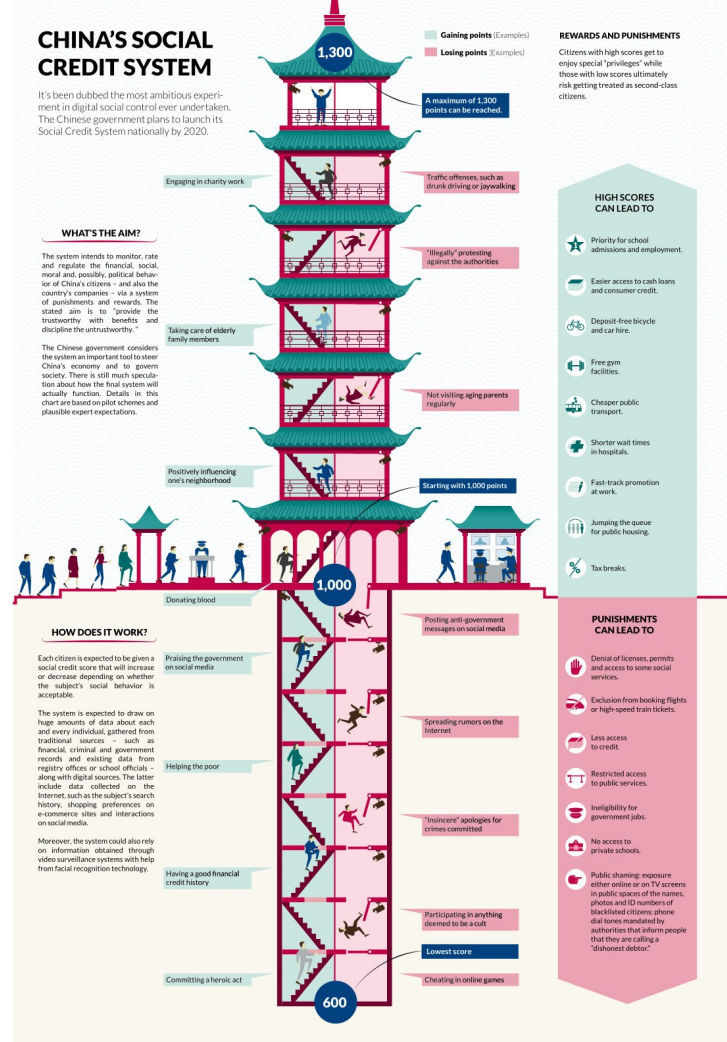 CHINA'S SOCIAL
CREDIT SYSTEM
It's been dubbed the most ambitious experi-
ment in digital social control ever undertaken.
The Chinese government plans to launch its
Social Credit System nationally by 2020.
1,300
Gaining points (Examples)
Losing points (Examples)
A maximum of 1,300
points can be reached.
REWARDS AND PUNISHMENTS
Citizens with high scores get to
enjoy special "privileges" while
those with low scores ultimately
risk getting treated as second-class
citizens.
WHAT'S THE AIM?
The system intends to monitor, rate
and regulate the financial, social,
moral and, possibly, political behav-
ior of China's citizens – and also the
country's companies – via a system
of punishments and rewards. The
stated aim is to "provide the
trustworthy with benefits and
discipline the untrustworthy."
The Chinese government considers
the system an important tool to steer
China's economy and to govern
society. There is still much specula-
tion about how the final system will
actually function. Details in this
chart are based on pilot schemes and
plausible expert expectations.
Engaging in charity work
Traffic offenses, such as
drunk driving or jaywalking
"Illegally" protesting
against the authorities
Taking care of elderly
family members
Not visiting aging parents
regularly
Positively influencing
one's neighborhood
Starting with 1,000 points
1,000
Donating blood
Posting anti-government
messages on social media
Praising the government
on social media
Spreading rumors on the
Internet
Helping the poor
"Insincere" apologies for
crimes committed
Having a good financial
credit history
Participating in anything
deemed to be a cult
Lowest score
Committing a heroic act
Cheating in online games
600
HOW DOES IT WORK?
Each citizen is expected to be given a
social credit score that will increase
or decrease depending on whether
the subject's social behavior is
acceptable.
The system is expected to draw on
huge amounts of data about each
and every individual, gathered from
traditional sources – such as
financial, criminal and government
records and existing data from
registry offices or school officials –
along with digital sources. The latter
include data collected on the
Internet, such as the subject's search
history, shopping preferences on
e-commerce sites and interactions
on social media.
Moreover, the system could also rely
on information obtained through
video surveillance systems with help
from facial recognition technology.
HIGH SCORES
CAN LEAD TO
Priority for school
admissions and employment.
Easier access to cash loans
and consumer credit.
Deposit-free bicycle
and car hire.
Free gym
facilities.
Cheaper public
transport.
Shorter wait times
in hospitals.
Fast-track promotion
at work.
Jumping the queue
for public housing.
Tax breaks.
PUNISHMENTS
CAN LEAD TO
Denial of licenses, permits
and access to some social
services.
Exclusion from booking flights
or high-speed train tickets.
Less access
to credit.
Restricted access
to public services.
Ineligibility for
government jobs.
No access to
private schools.
Public shaming: exposure
either online or on TV screens
in public spaces of the names,
photos and ID numbers of
blacklisted citizens; phone
dial tones mandated by
authorities that inform people
that they are calling a
"dishonest debtor."